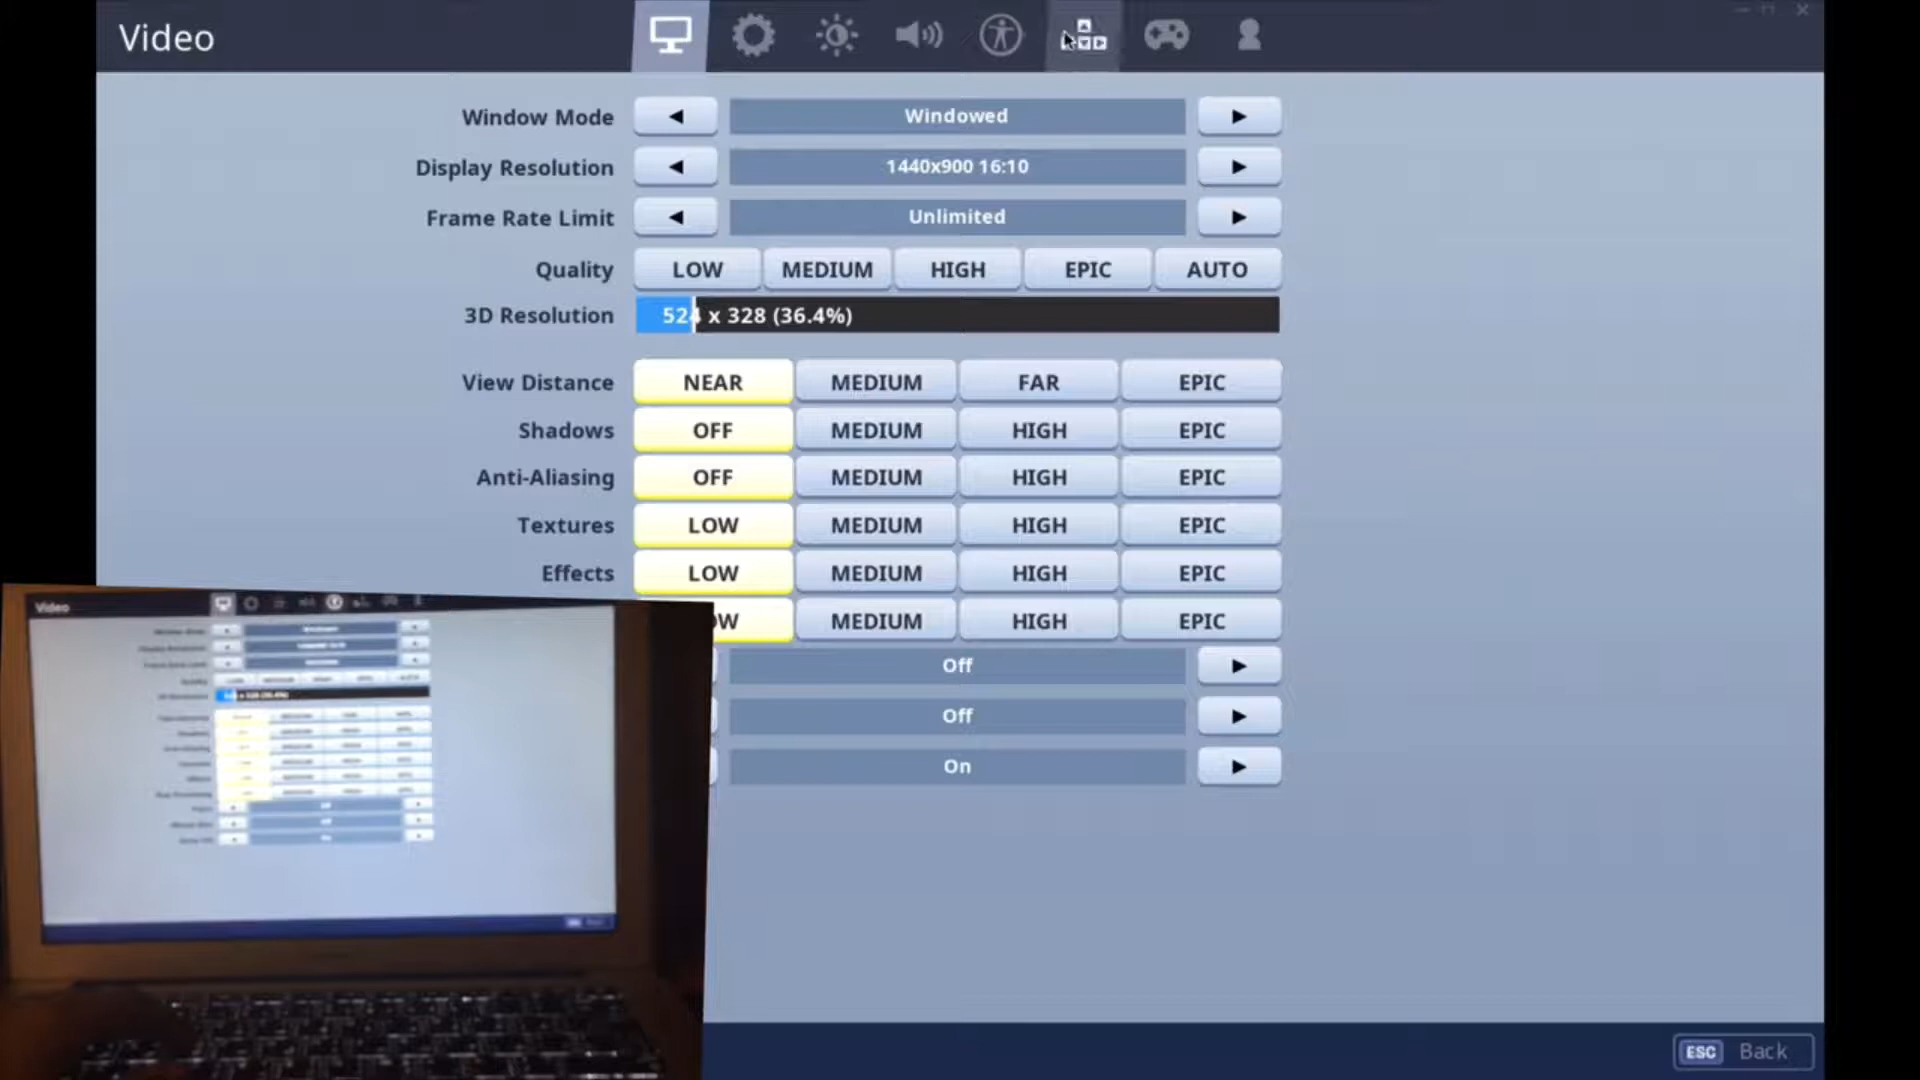 Video
Window Mode Windowed
Display Resolution 1440x900 16:10
Frame Rate Limit Unlimited
Quality LOW MEDIUM HIGH EPIC AUTO
3D Resolution 524 x 328 (36.4%)
View Distance NEAR MEDIUM FAR EPIC
Shadows OFF MEDIUM HIGH EPIC
Anti-Aliasing OFF MEDIUM HIGH EPIC
Textures LOW MEDIUM HIGH EPIC
Effects LOW MEDIUM HIGH EPIC
MEDIUM HIGH EPIC
Off
Off
On
Video
ESC Back